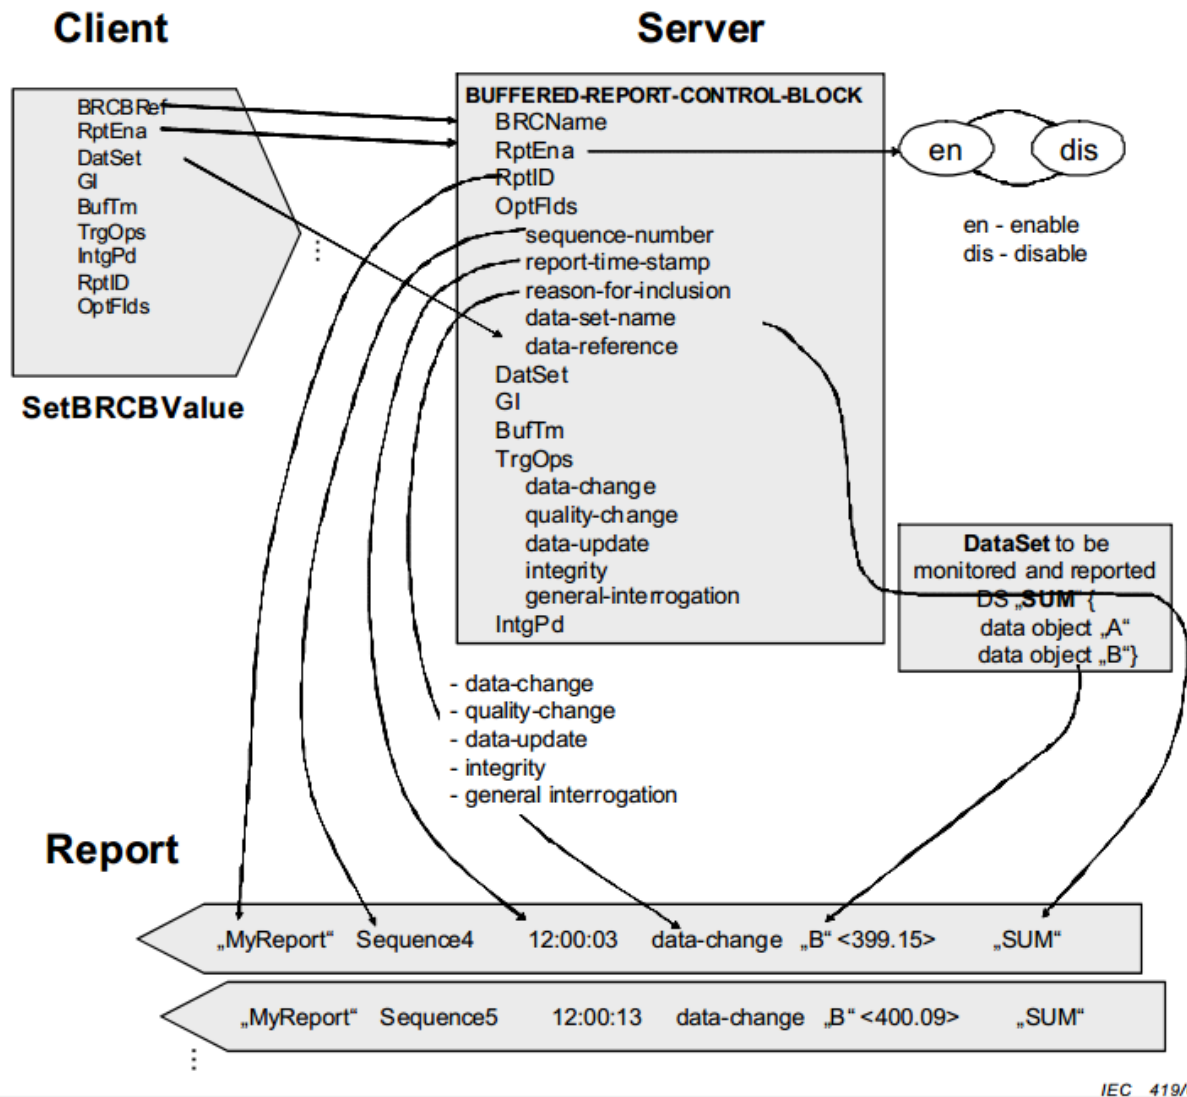 Client
Server
BRCBRef
RptEna
DatSet
GI
BufTm
TrgOps
IntgPd
RptID
OptFlds
SetBRCBValue
BUFFERED-REPORT-CONTROL-BLOCK
BRCName
RptEna
RptID
OptFlds
sequence-number
report-time-stamp
reason-for-inclusion
data-set-name
data-reference
DatSet
GI
BufTm
TrgOps
data-change
quality-change
data-update
integrity
general-interrogation
IntgPd
en
dis
en - enable
dis - disable
DataSet to be
monitored and reported
DS „SUM“ {
data object „A“
data object „B“}
- data-change
- quality-change
- data-update
- integrity
- general interrogation
Report
„MyReport“ Sequence4 12:00:03 data-change „B“ <399.15> „SUM“
„MyReport“ Sequence5 12:00:13 data-change „B“ <400.09> „SUM“
IEC 419/